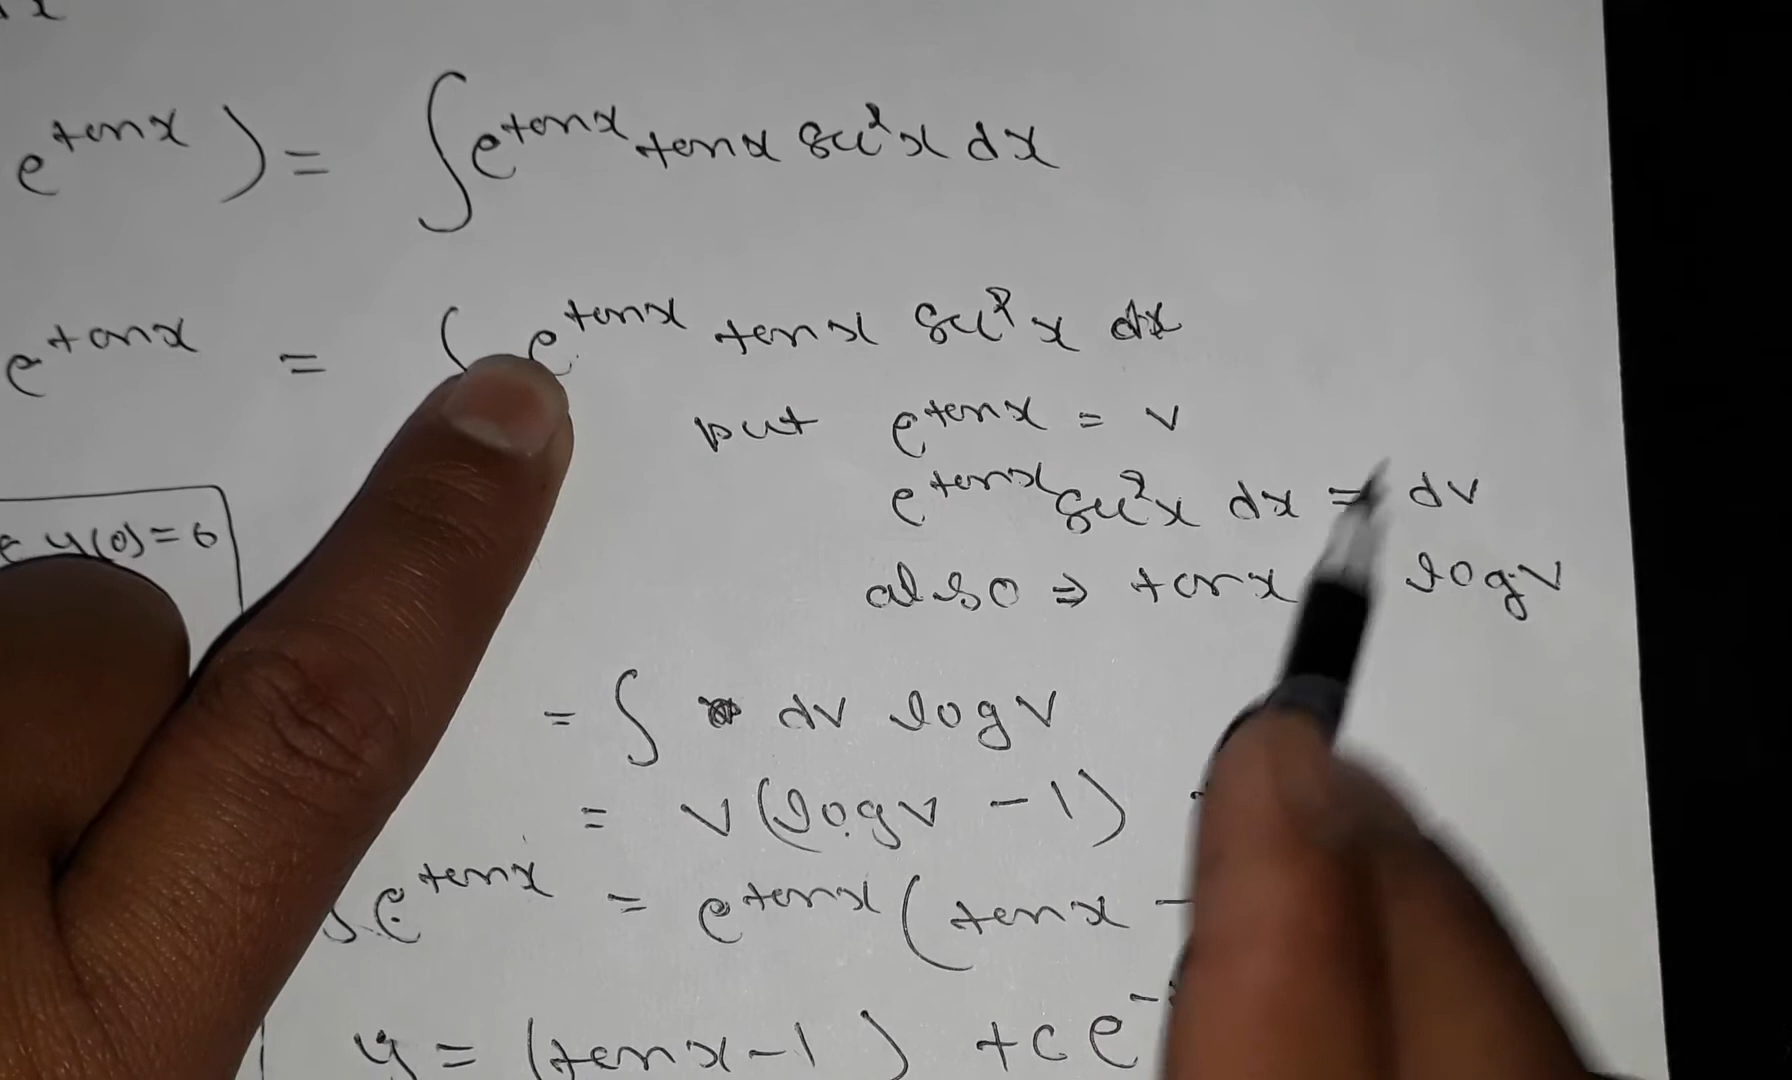 e^tanx ) = ∫e^tanx tanx sec²x dx
e^tanx = ∫ e^tanx tanx sec²x dx
put e^tanx = v
e^tanx sec²x dx = dv
y(0)=6
also ⇒ tanx logv
= ∫ dv logv
= v(logv - 1)
e^tanx = e^tanx (tanx -
y = (tanx-1) + c e^-